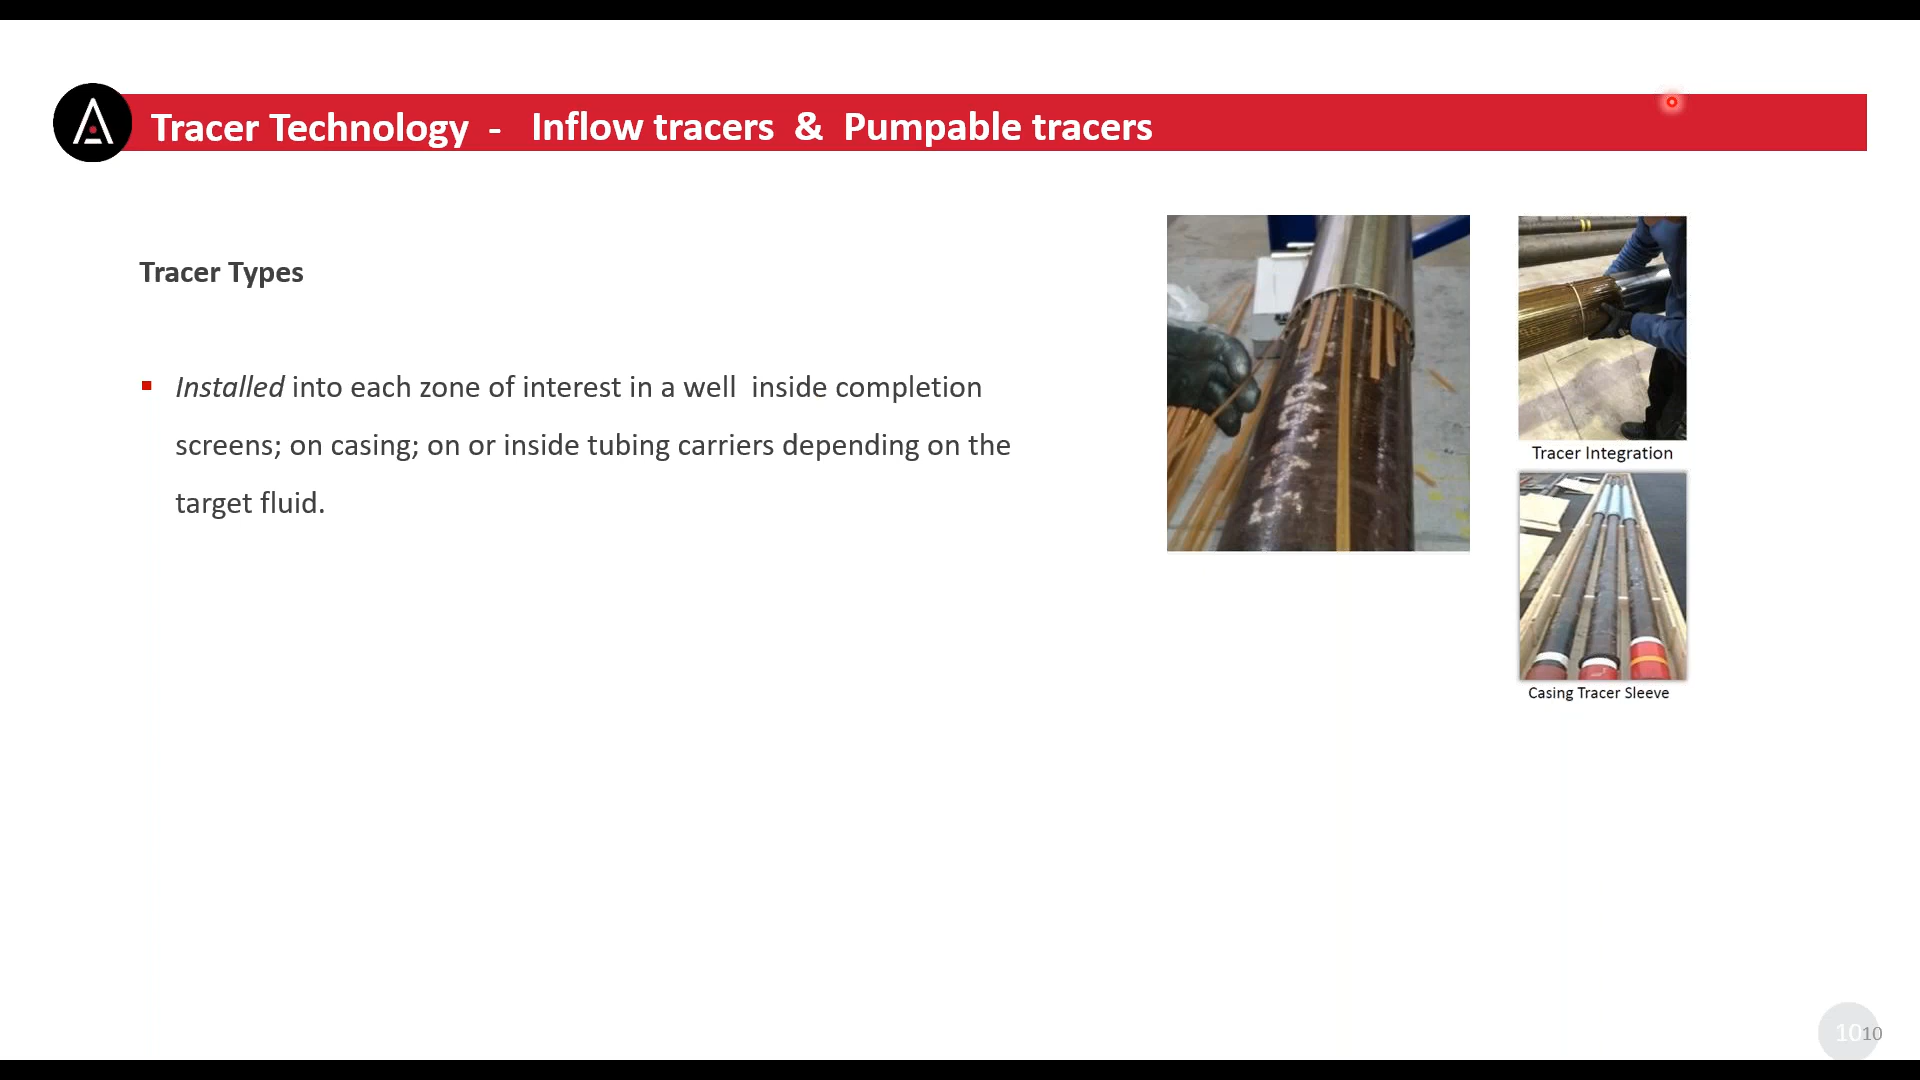 Tracer Technology - Inflow tracers & Pumpable tracers
Tracer Types
Installed into each zone of interest in a well inside completion
screens; on casing; on or inside tubing carriers depending on the
target fluid.
Tracer Integration
Casing Tracer Sleeve
10
10